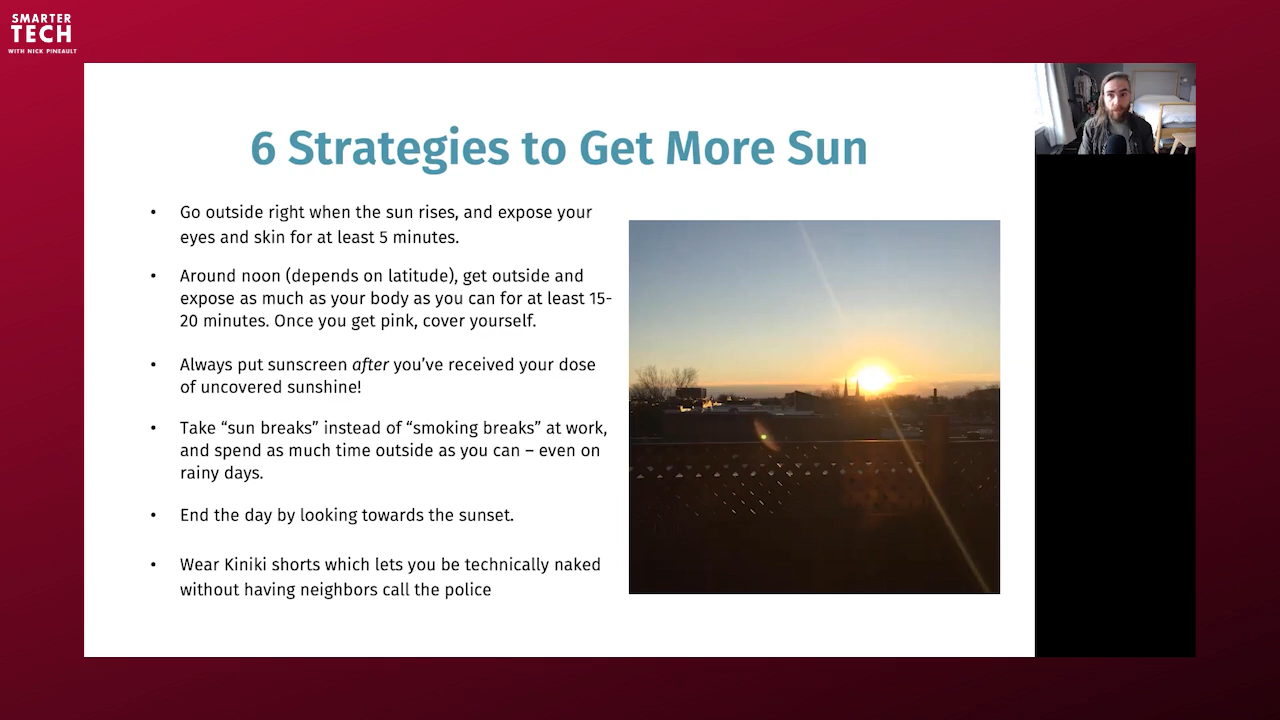 SMARTER
TECH
WITH NICK PINEAULT
6 Strategies to Get More Sun
• Go outside right when the sun rises, and expose your
eyes and skin for at least 5 minutes.
• Around noon (depends on latitude), get outside and
expose as much as your body as you can for at least 15-
20 minutes. Once you get pink, cover yourself.
• Always put sunscreen after you’ve received your dose
of uncovered sunshine!
• Take “sun breaks” instead of “smoking breaks” at work,
and spend as much time outside as you can – even on
rainy days.
• End the day by looking towards the sunset.
• Wear Kiniki shorts which lets you be technically naked
without having neighbors call the police